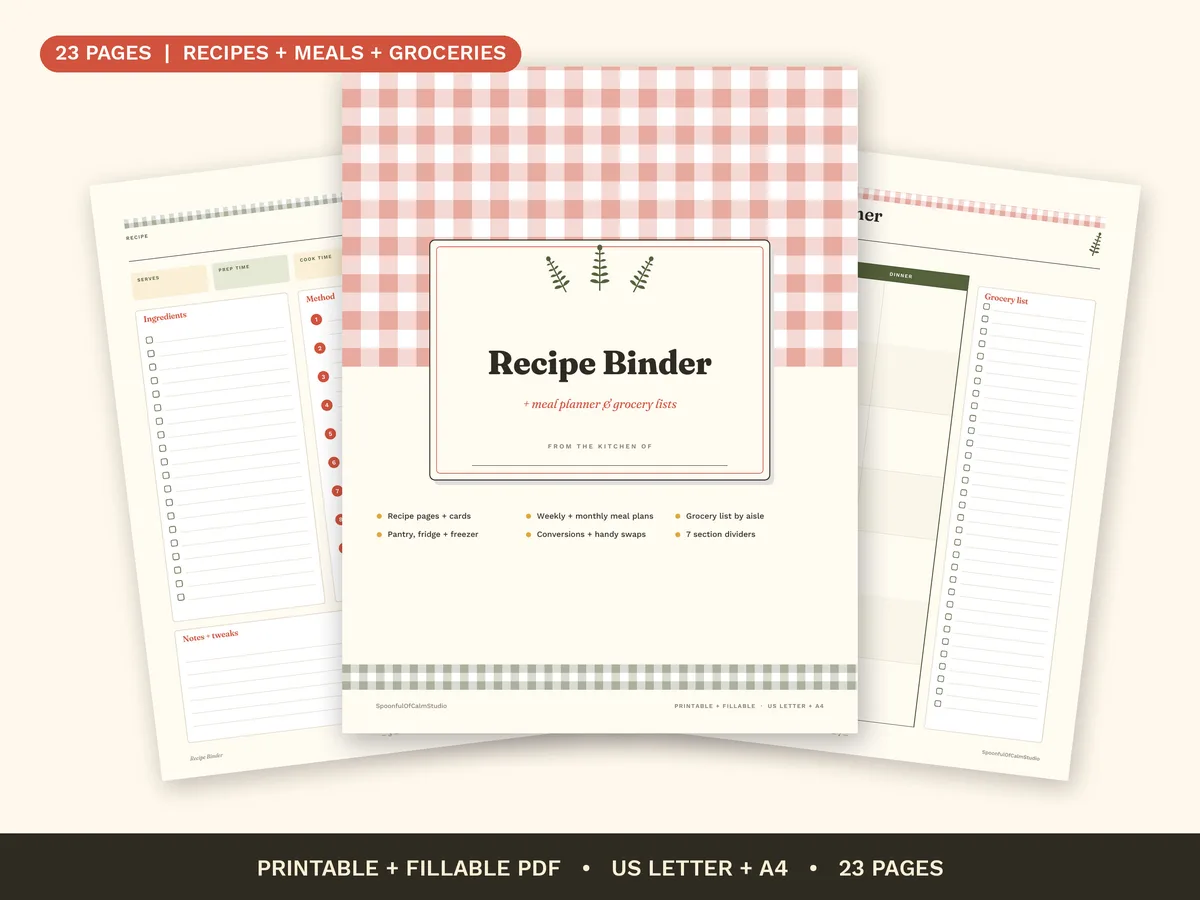 23 PAGES | RECIPES + MEALS + GROCERIES
RECIPE
SERVES
PREP TIME
COOK TIME
Ingredients
Method
1
2
3
4
5
6
7
Notes + tweaks
Recipe Binder
Recipe Binder
+ meal planner & grocery lists
FROM THE KITCHEN OF
Recipe pages + cards
Weekly + monthly meal plans
Grocery list by aisle
Pantry, fridge + freezer
Conversions + handy swaps
7 section dividers
SpoonfulOfCalmStudio
PRINTABLE + FILLABLE · US LETTER + A4
ner
DINNER
Grocery list
SpoonfulOfCalmStudio
PRINTABLE + FILLABLE PDF • US LETTER + A4 • 23 PAGES